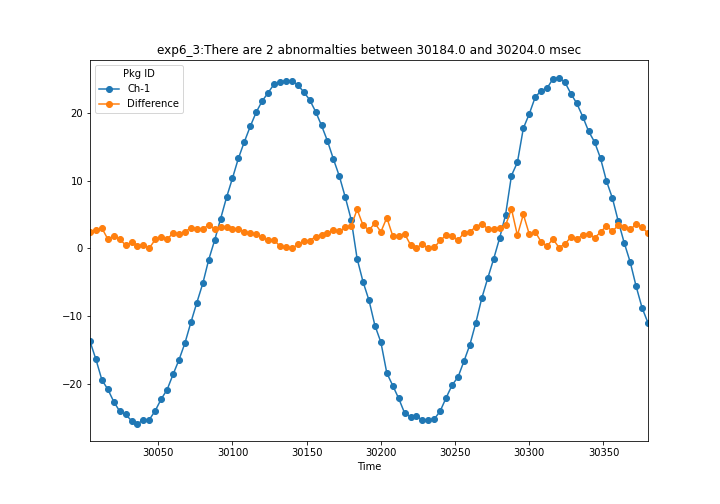 exp6_3:There are 2 abnormalties between 30184.0 and 30204.0 msec
Pkg ID
Ch-1
Difference
20
10
0
−10
−20
30050 30100 30150 30200 30250 30300 30350
Time